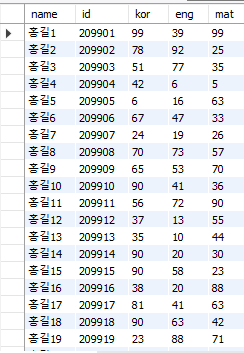 name id kor eng mat
홍길1 209901 99 39 99
홍길2 209902 78 92 25
홍길3 209903 51 77 35
홍길4 209904 42 6 5
홍길5 209905 6 16 63
홍길6 209906 67 47 33
홍길7 209907 24 19 26
홍길8 209908 70 73 57
홍길9 209909 65 53 70
홍길10 209910 90 41 36
홍길11 209911 56 72 90
홍길12 209912 37 13 55
홍길13 209913 35 10 44
홍길14 209914 90 20 30
홍길15 209915 90 58 23
홍길16 209916 38 20 88
홍길17 209917 81 41 63
홍길18 209918 90 63 42
홍길19 209919 23 88 71